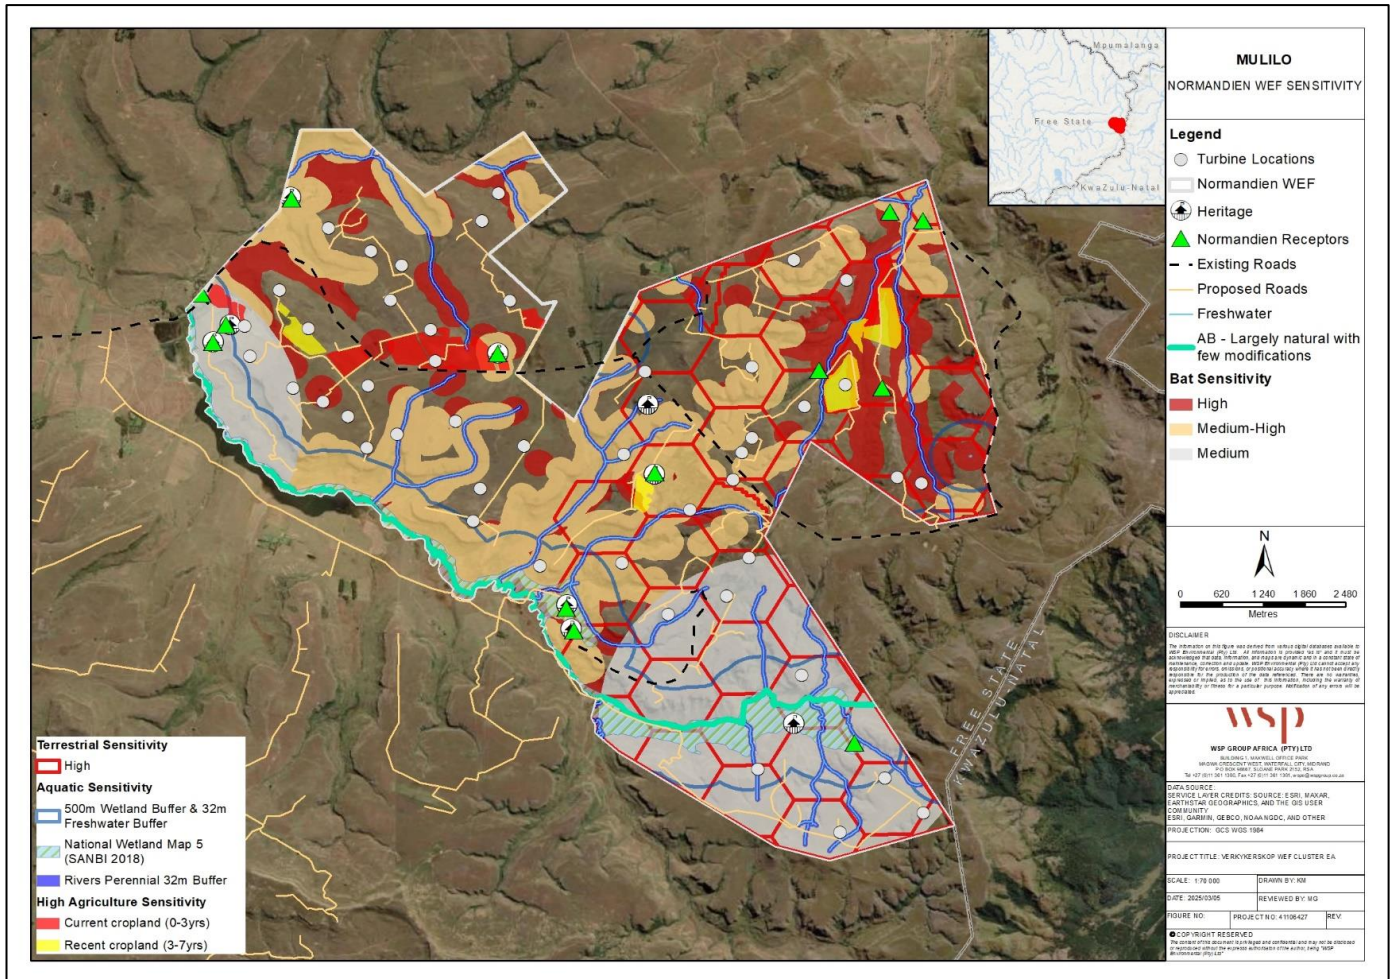 Mpumalanga
Free State
KwaZulu-Natal
FREE STATE
KWAZULU-NATAL
Terrestrial Sensitivity
High
Aquatic Sensitivity
500m Wetland Buffer & 32m
Freshwater Buffer
National Wetland Map 5
(SANBI 2018)
Rivers Perennial 32m Buffer
High Agriculture Sensitivity
Current cropland (0-3yrs)
Recent cropland (3-7yrs)
MULILO
NORMANDIEN WEF SENSITIVITY
Legend
Turbine Locations
Normandien WEF
Heritage
Normandien Receptors
Existing Roads
Proposed Roads
Freshwater
AB - Largely natural with
few modifications
Bat Sensitivity
High
Medium-High
Medium
N
0 620 1 240 1 860 2 480
Metres
DISCLAIMER
wsp
WSP GROUP AFRICA (PTY) LTD
DATA SOURCE:
SERVICE LAYER CREDITS: SOURCE: ESRI, MAXAR,
EARTHSTAR GEOGRAPHICS, AND THE GIS USER
COMMUNITY
ESRI, GARMIN, GEBCO, NOAA NGDC, AND OTHER
PROJECTION: GCS WGS 1984
PROJECT TITLE: VERKYKERSKOP WEF CLUSTER EA
SCALE: 1:70 000
DRAWN BY: KM
DATE: 2025/03/05
REVIEWED BY: MG
FIGURE NO:
PROJECT NO: 41106427
REV:
© COPYRIGHT RESERVED